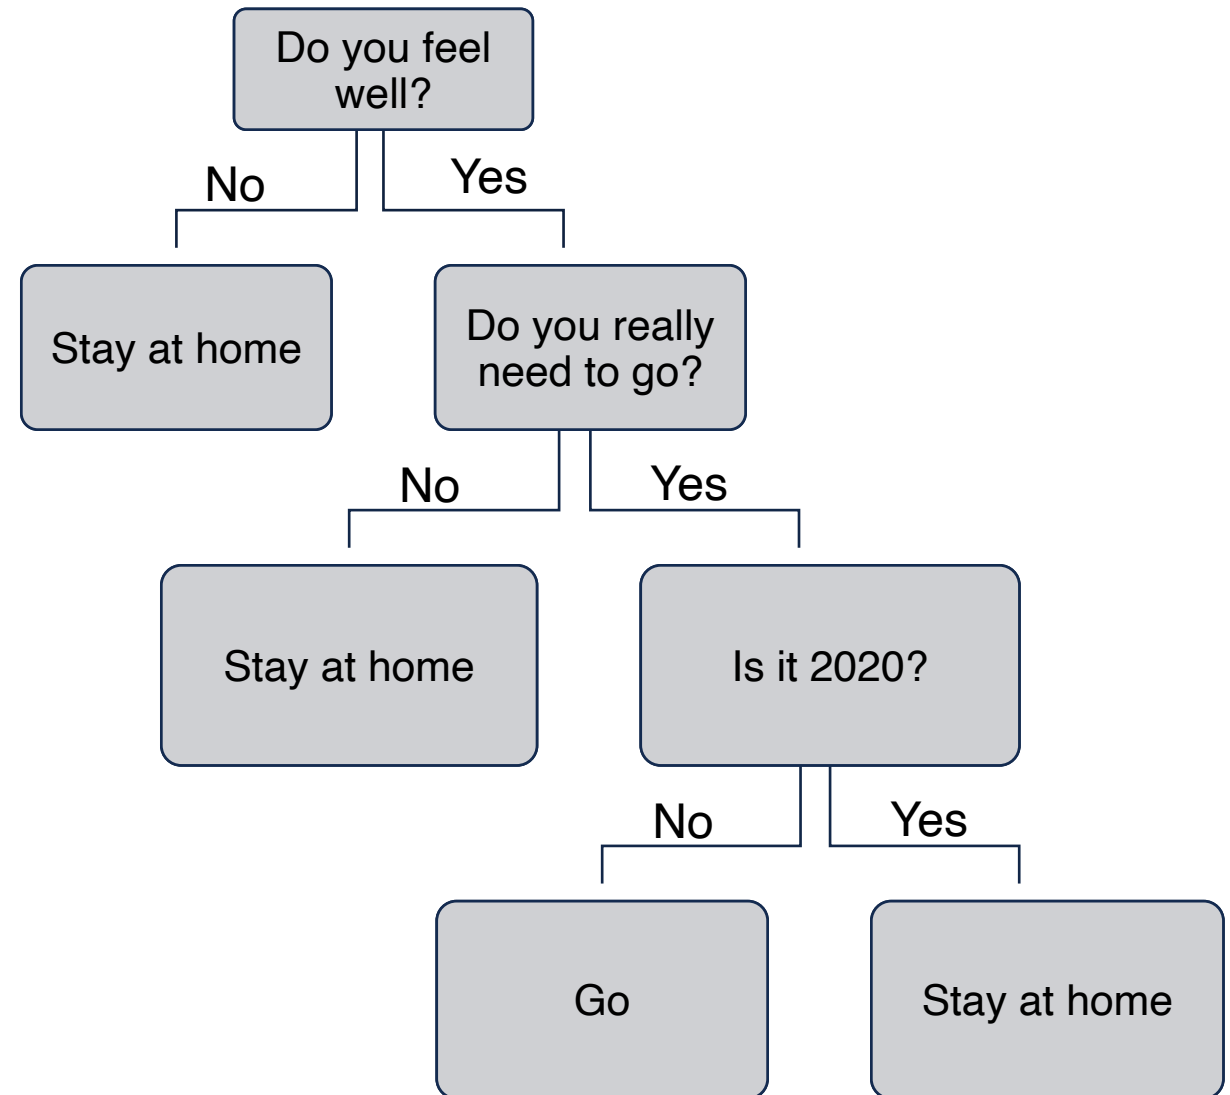 Do you feel
well?
No
Yes
Stay at home
Do you really
need to go?
No
Yes
Stay at home
Is it 2020?
No
Yes
Go
Stay at home